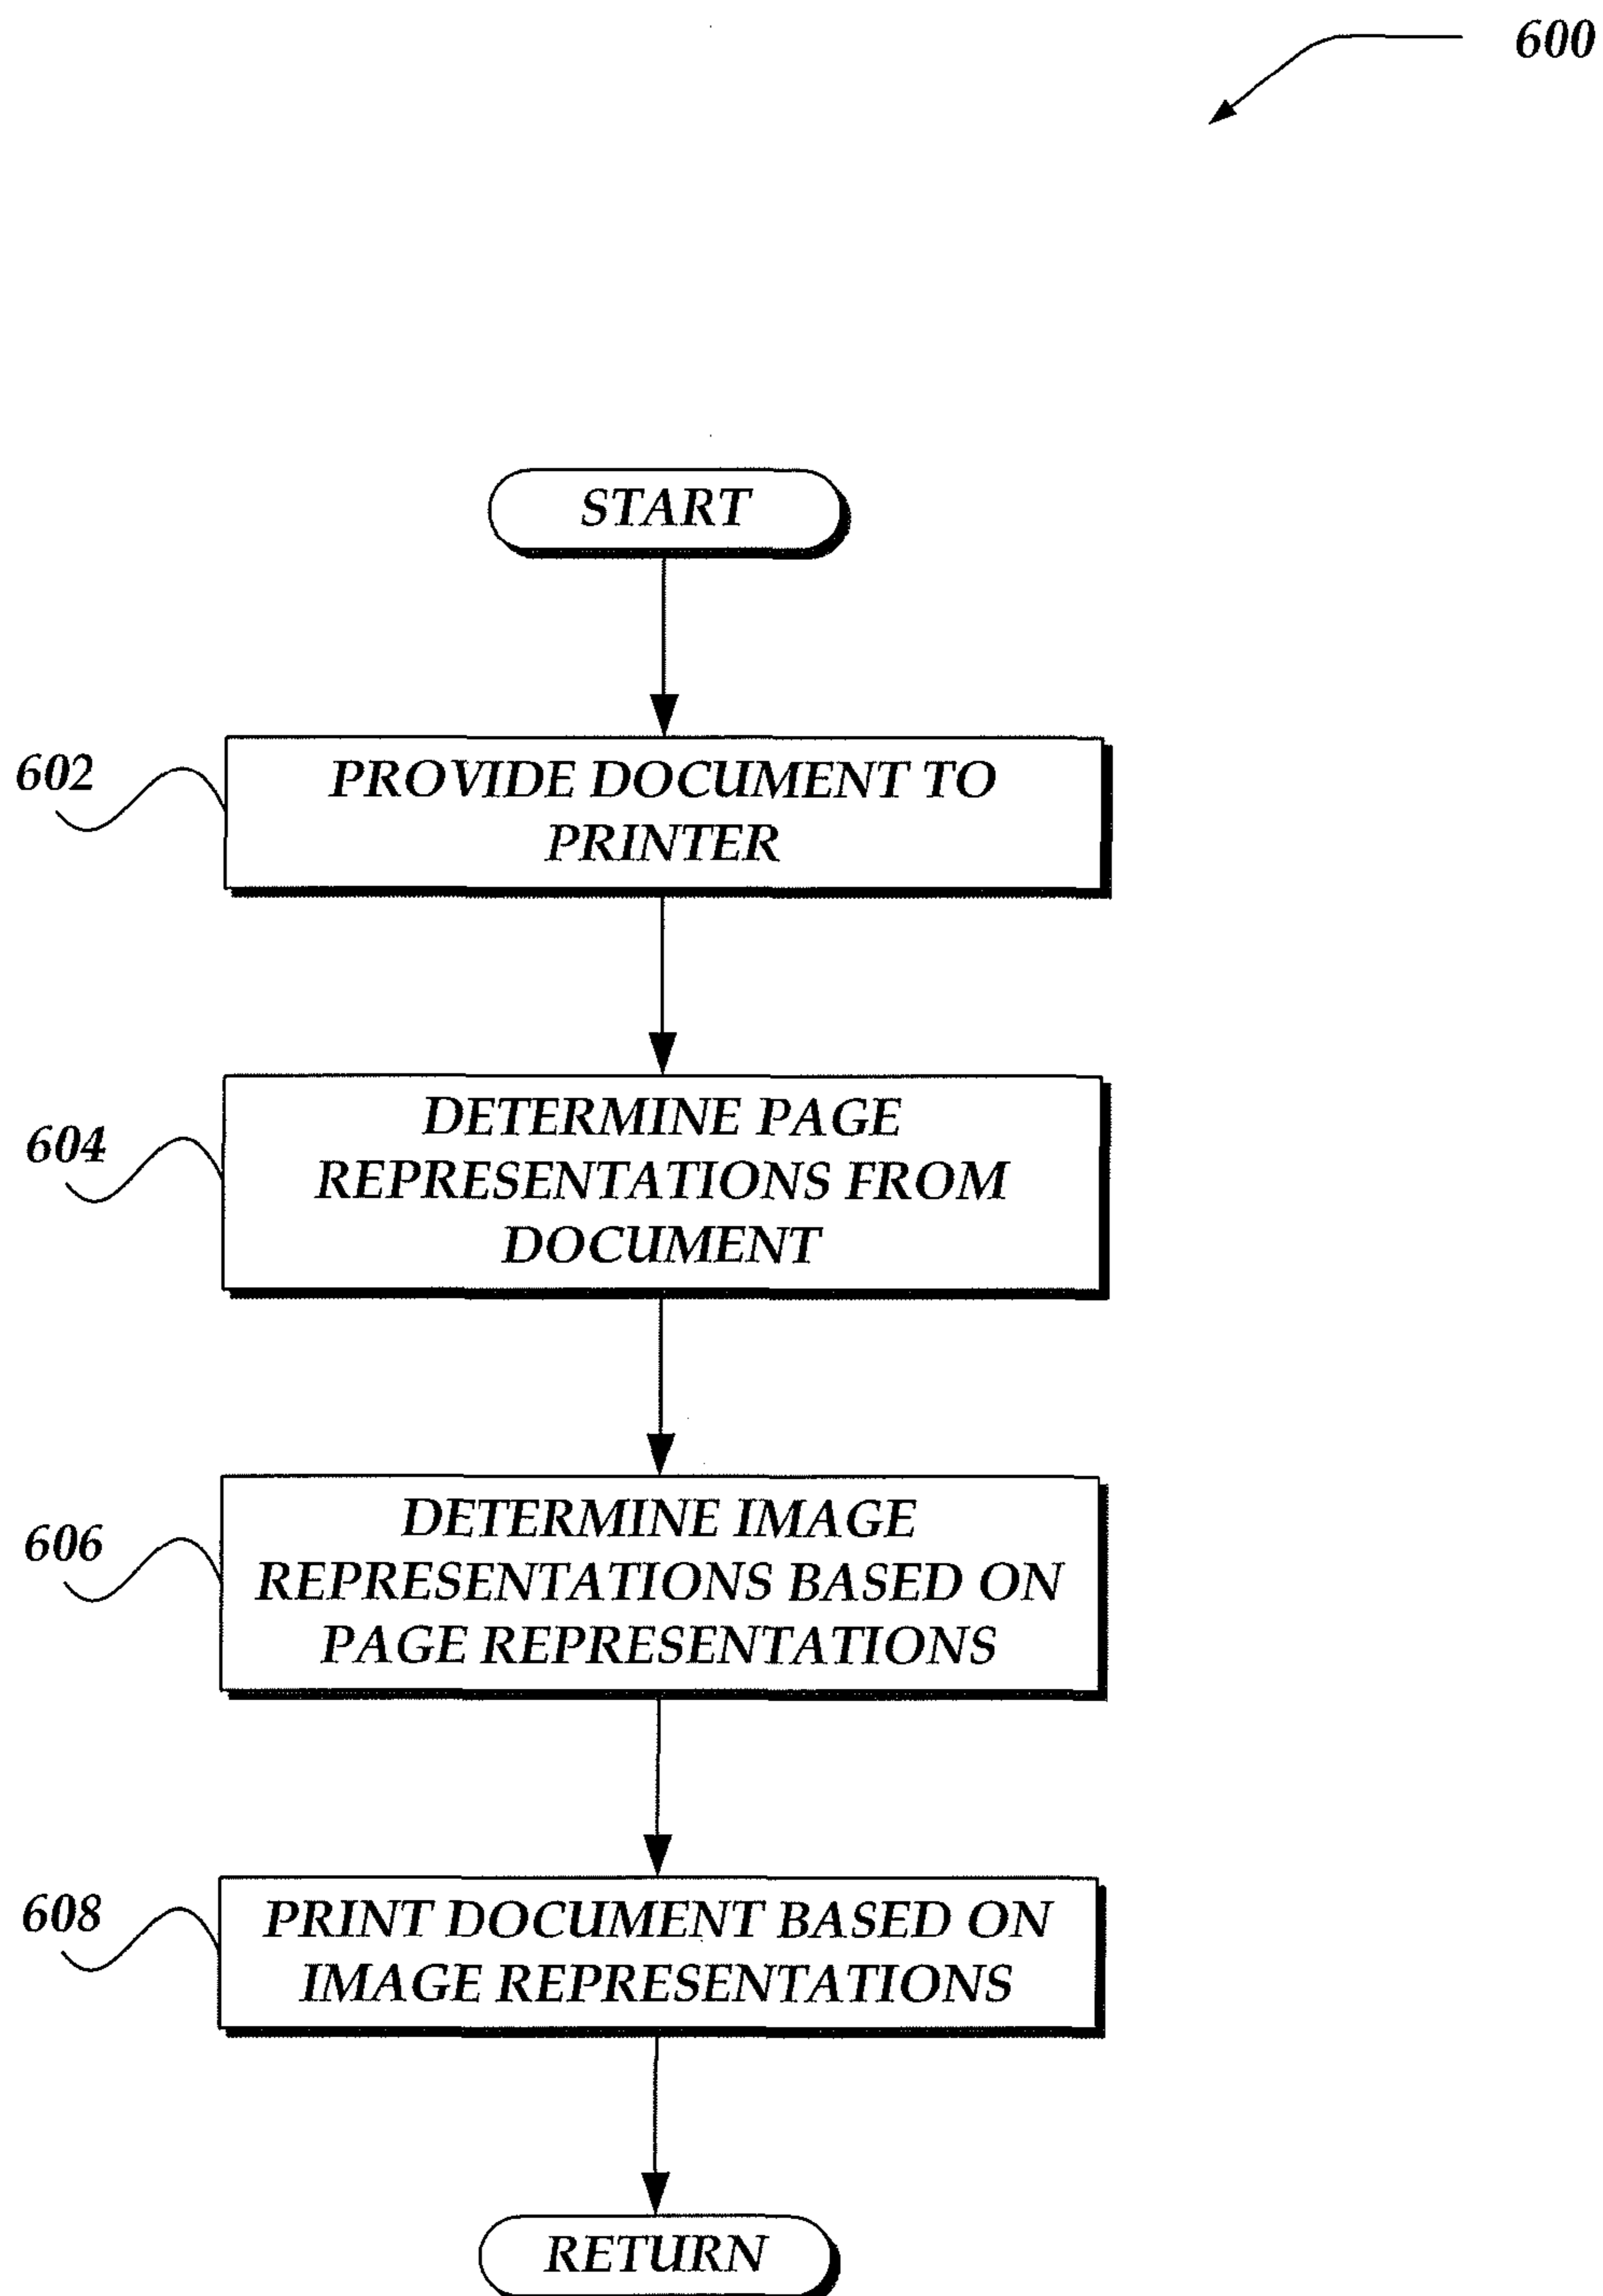 600
START
602
PROVIDE DOCUMENT TO
PRINTER
604
DETERMINE PAGE
REPRESENTATIONS FROM
DOCUMENT
606
DETERMINE IMAGE
REPRESENTATIONS BASED ON
PAGE REPRESENTATIONS
608
PRINT DOCUMENT BASED ON
IMAGE REPRESENTATIONS
RETURN